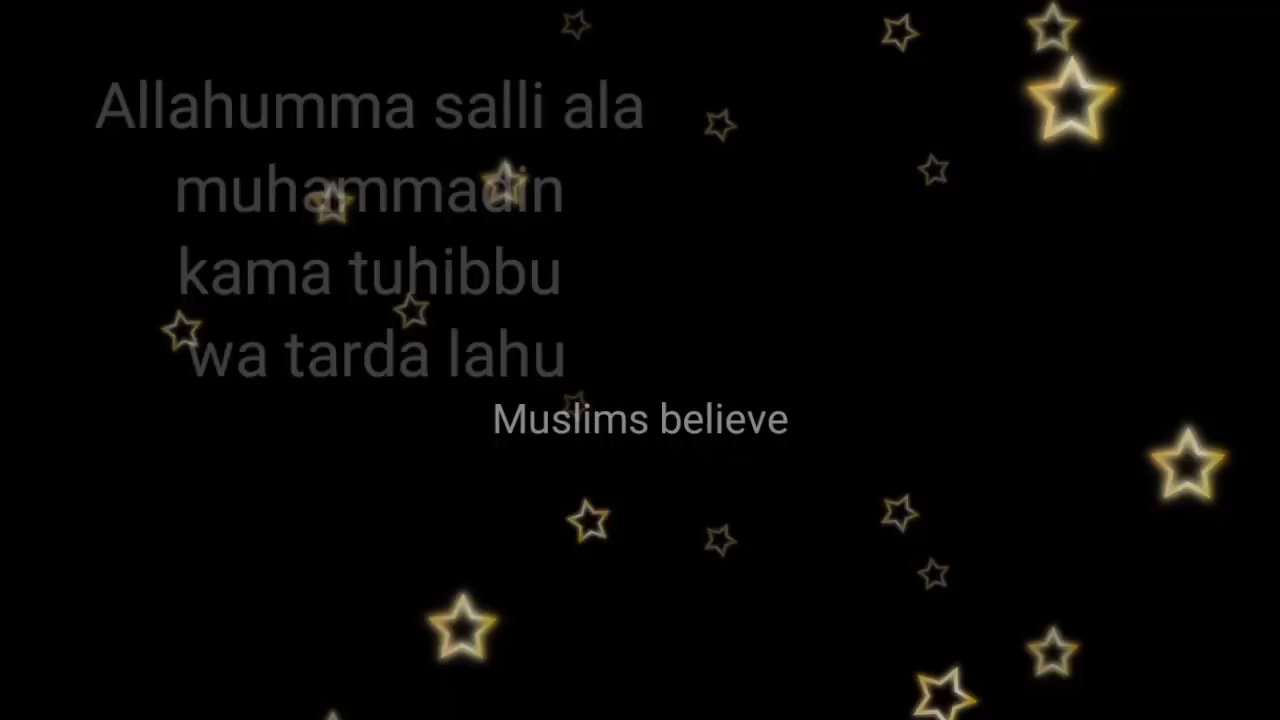 Allahumma salli ala
muhammadin
kama tuhibbu
wa tarda lahu
Muslims believe